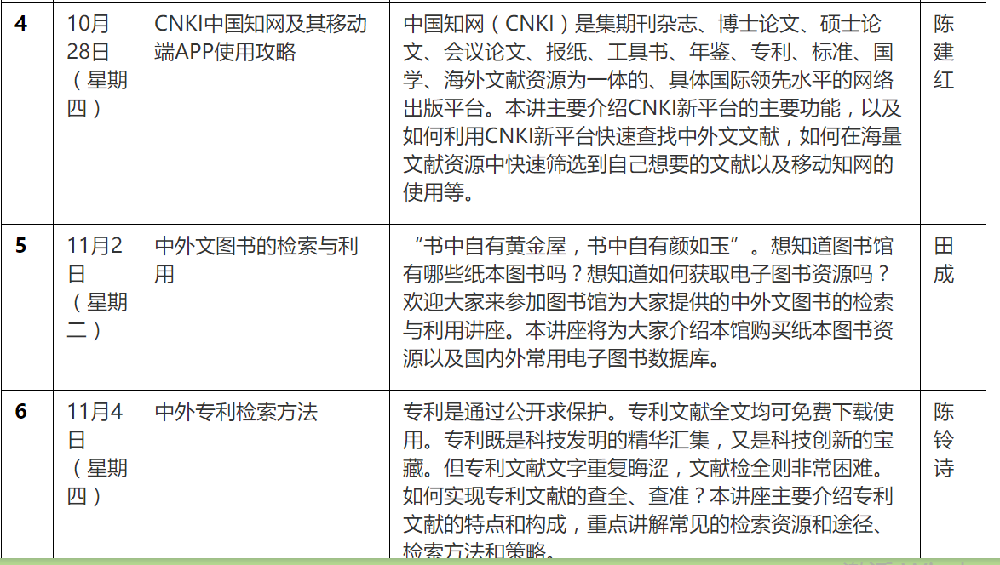 4
10月
28日
（星期
四）
CNKI中国知网及其移动
端APP使用攻略
中国知网（CNKI）是集期刊杂志、博士论文、硕士论
文、会议论文、报纸、工具书、年鉴、专利、标准、国
学、海外文献资源为一体的、具体国际领先水平的网络
出版平台。本讲主要介绍CNKI新平台的主要功能，以及
如何利用CNKI新平台快速查找中外文文献，如何在海量
文献资源中快速筛选到自己想要的文献以及移动知网的
使用等。
陈
建
红
5
11月2
日
（星期
二）
中外文图书的检索与利
用
“书中自有黄金屋，书中自有颜如玉”。想知道图书馆
有哪些纸本图书吗？想知道如何获取电子图书资源吗？
欢迎大家来参加图书馆为大家提供的中外文图书的检索
与利用讲座。本讲座将为大家介绍本馆购买纸本图书资
源以及国内外常用电子图书数据库。
田
成
6
11月4
日
（星期
四）
中外专利检索方法
专利是通过公开求保护。专利文献全文均可免费下载使
用。专利既是科技发明的精华汇集，又是科技创新的宝
藏。但专利文献文字重复晦涩，文献检全则非常困难。
如何实现专利文献的查全、查准？本讲座主要介绍专利
文献的特点和构成，重点讲解常见的检索资源和途径、
检索方法和策略。
陈
铃
诗